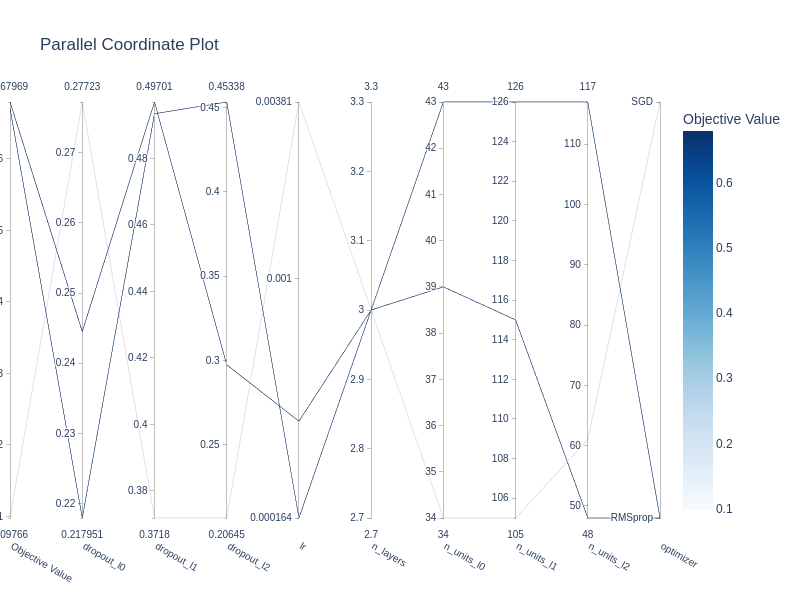 Parallel Coordinate Plot
67969 0.27723 0.49701 0.45338 0.00381 3.3 43 126 117 SGD
0.27 0.26 0.25 0.24 0.23 0.22
0.48 0.46 0.44 0.42 0.4 0.38
0.45 0.4 0.35 0.3 0.25
0.001 0.000164
3.3 3.2 3.1 3 2.9 2.8 2.7
43 42 41 40 39 38 37 36 35 34
126 124 122 120 118 116 114 112 110 108 106
110 100 90 80 70 60 50
RMSprop
09766 0.217951 0.3718 0.20645 2.7 34 105 48
Objective Value dropout_l0 dropout_l1 dropout_l2 lr n_layers n_units_l0 n_units_l1 n_units_l2 optimizer
Objective Value
0.6
0.5
0.4
0.3
0.2
0.1